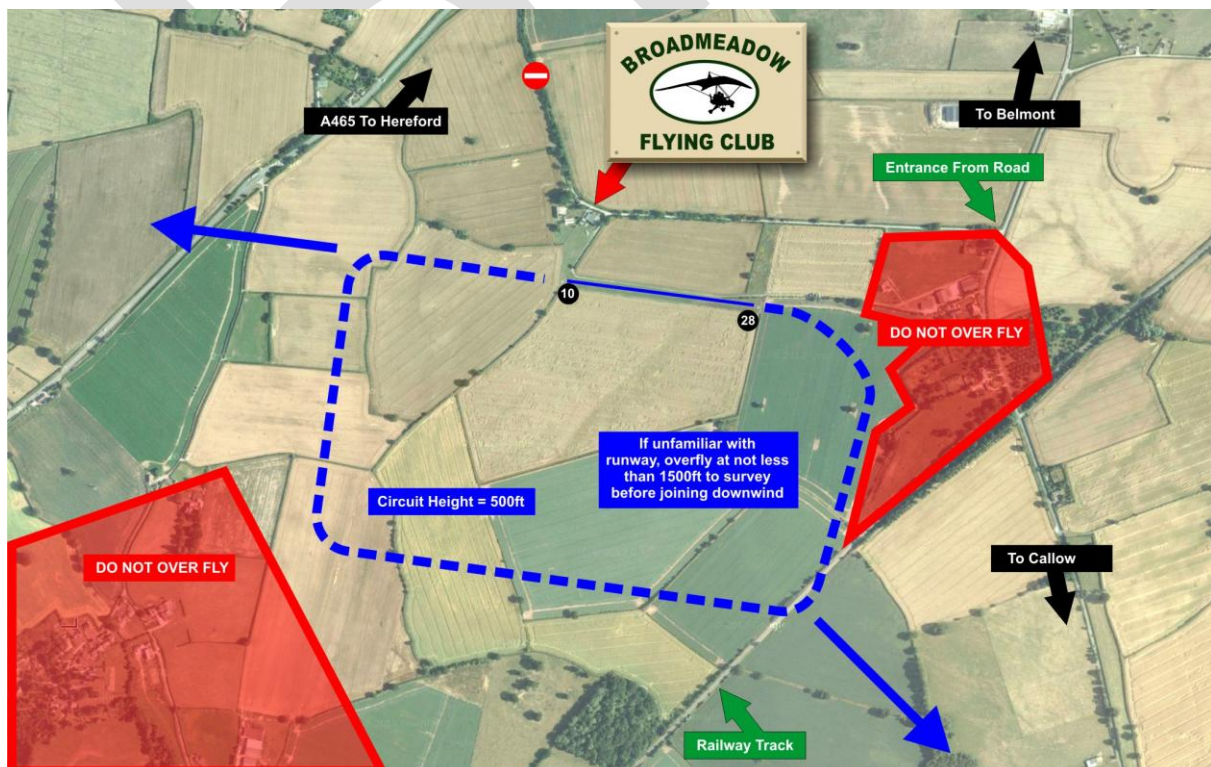 BROADMEADOW
FLYING CLUB
A465 To Hereford
To Belmont
Entrance From Road
10
28
DO NOT OVER FLY
If unfamiliar with
runway, overfly at not less
than 1500ft to survey
before joining downwind
Circuit Height = 500ft
DO NOT OVER FLY
To Callow
Railway Track